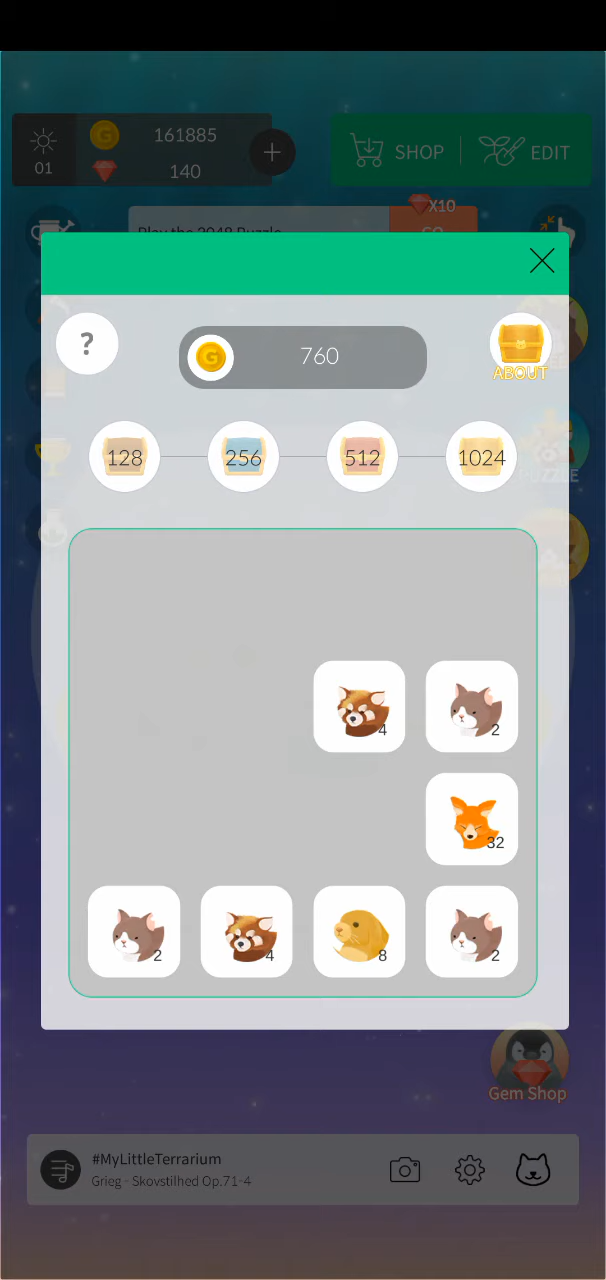 161885
01
140
SHOP
EDIT
X10
Play the 2048 Puzzle
GO
?
G
760
ABOUT
128
256
512
1024
4
2
32
2
4
8
2
Gem Shop
#MyLittleTerrarium
Grieg - Skovstilhed Op.71-4